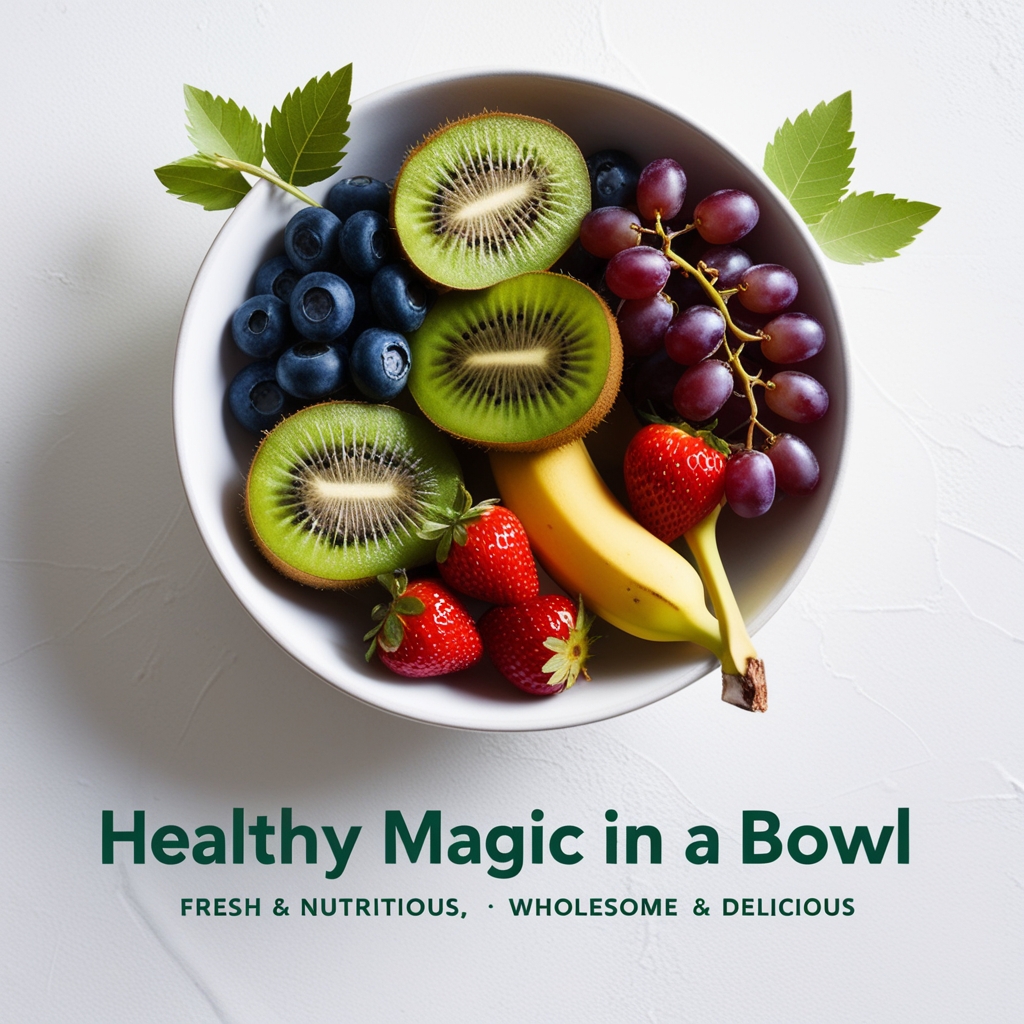 Healthy Magic in a Bowl
FRESH & NUTRITIOUS, · WHOLESOME & DELICIOUS